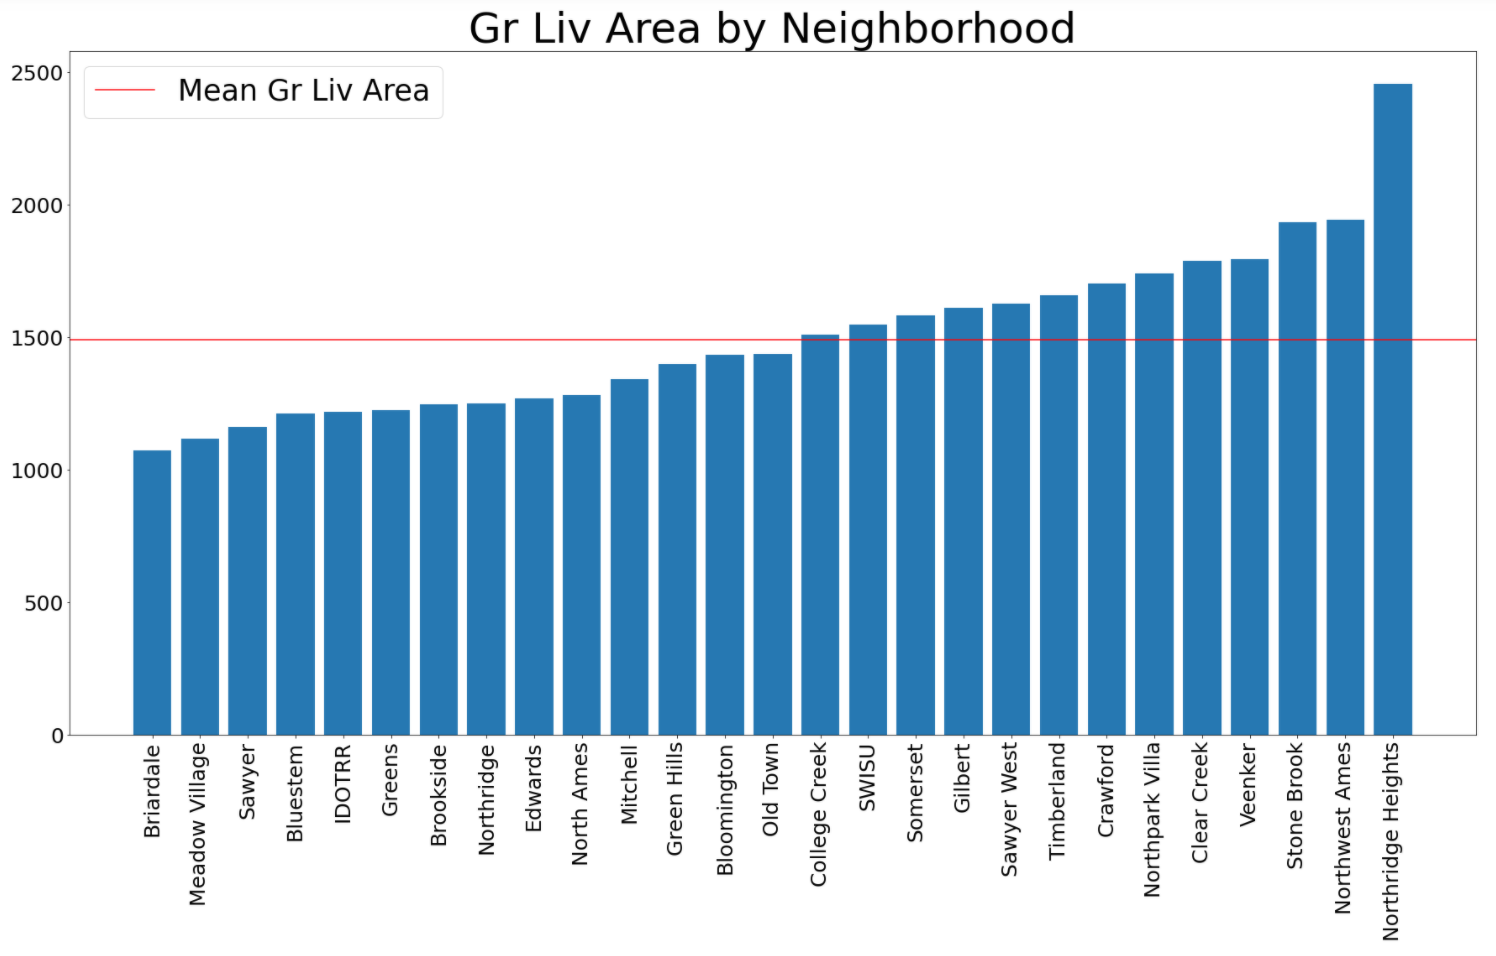 Gr Liv Area by Neighborhood
Mean Gr Liv Area
2500
2000
1500
1000
500
0
Briardale
Meadow Village
Sawyer
Bluestem
IDOTRR
Greens
Brookside
Northridge
Edwards
North Ames
Mitchell
Green Hills
Bloomington
Old Town
College Creek
SWISU
Somerset
Gilbert
Sawyer West
Timberland
Crawford
Northpark Villa
Clear Creek
Veenker
Stone Brook
Northwest Ames
Northridge Heights